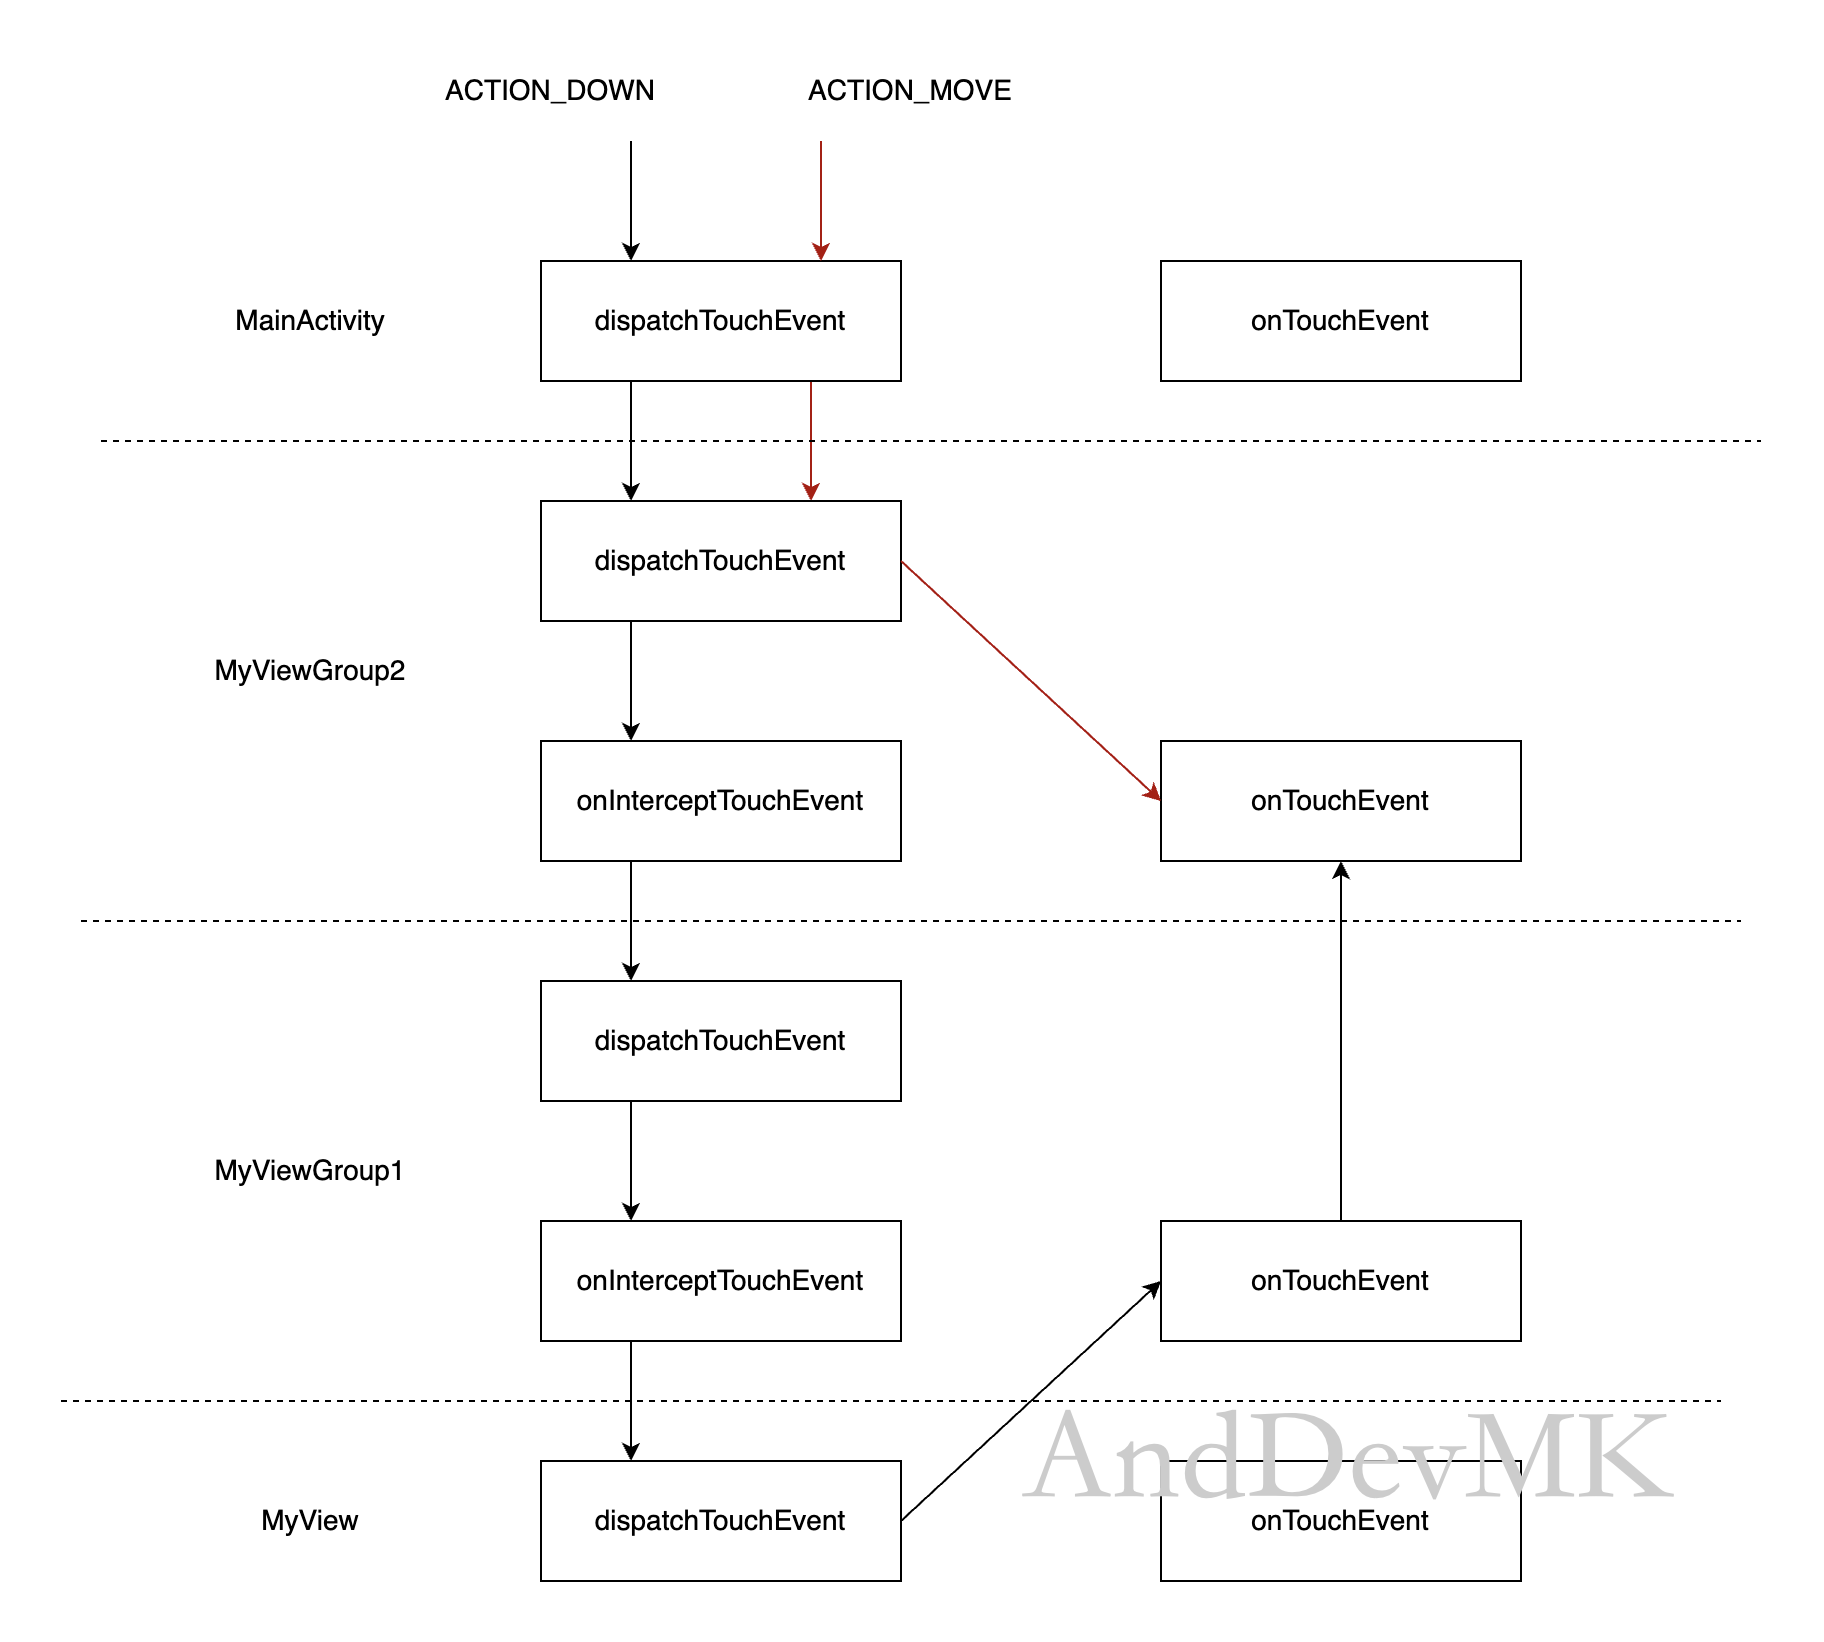 ACTION_DOWN
ACTION_MOVE
MainActivity
dispatchTouchEvent
onTouchEvent
dispatchTouchEvent
MyViewGroup2
onInterceptTouchEvent
onTouchEvent
dispatchTouchEvent
MyViewGroup1
onInterceptTouchEvent
onTouchEvent
AndDevMK
MyView
dispatchTouchEvent
onTouchEvent